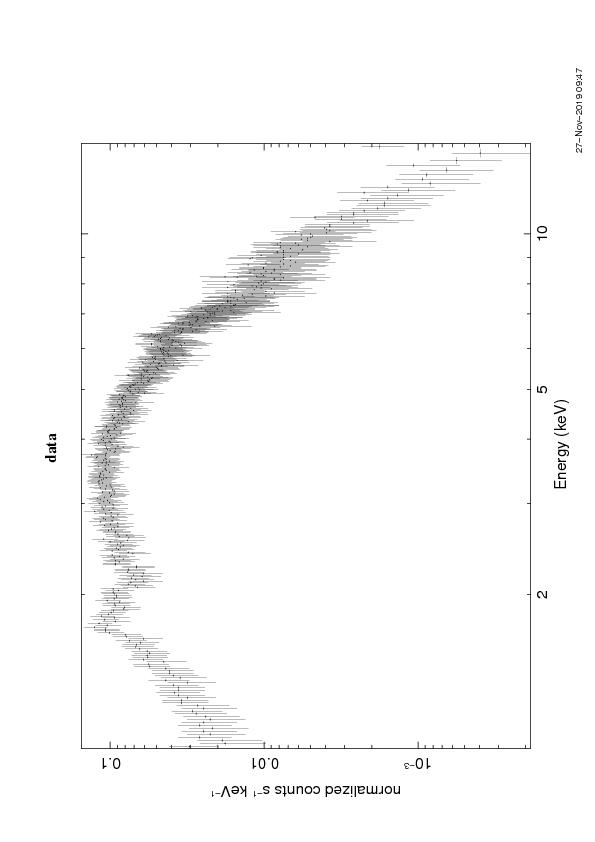 data
0.1
0.01
10⁻³
normalized counts s⁻¹ keV⁻¹
2
5
10
Energy (keV)
27−Nov−2019 09:47